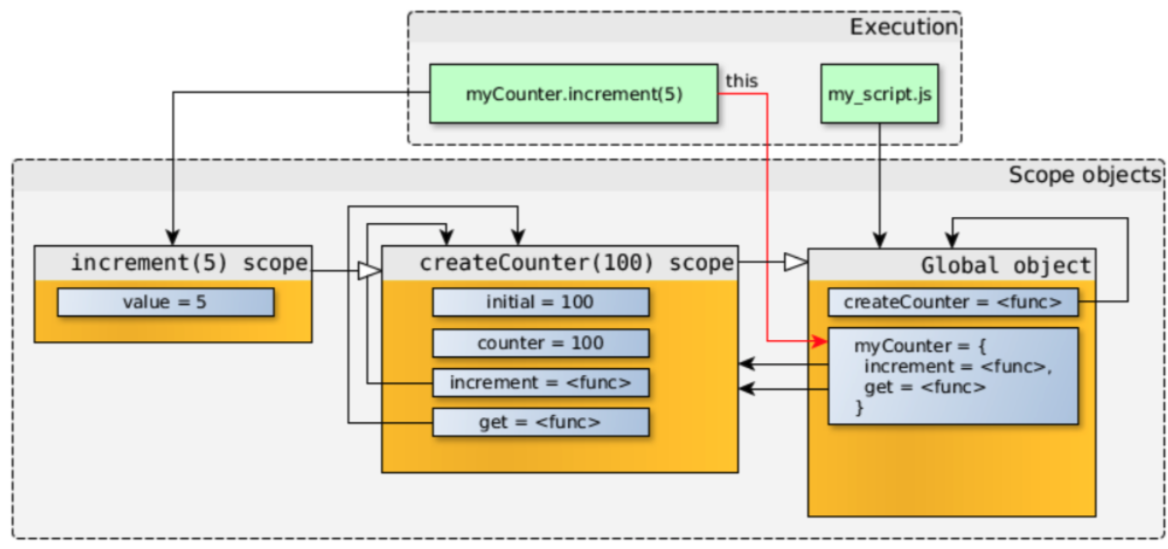 Execution
myCounter.increment(5)
this
my_script.js
Scope objects
increment(5) scope
value = 5
createCounter(100) scope
initial = 100
counter = 100
increment = <func>
get = <func>
Global object
createCounter = <func>
myCounter = {
increment = <func>,
get = <func>
}